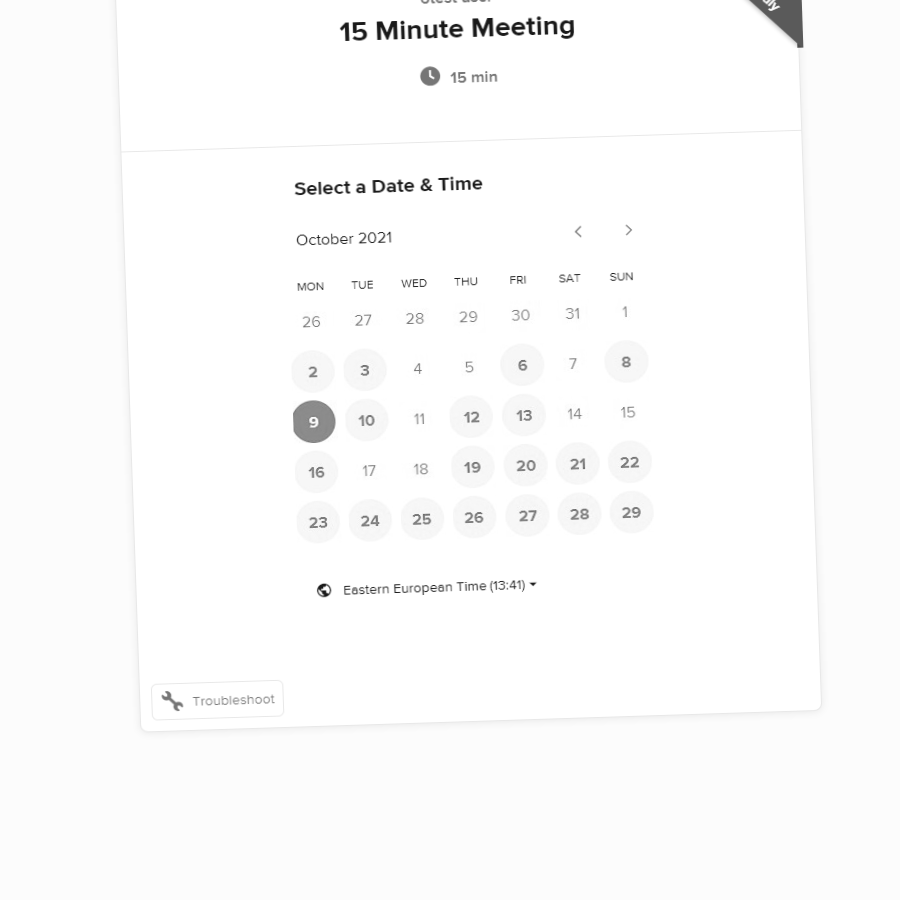 15 Minute Meeting
15 min
Select a Date & Time
October 2021
MON TUE WED THU FRI SAT SUN
26 27 28 29 30 31 1
2 3 4 5 6 7 8
9 10 11 12 13 14 15
16 17 18 19 20 21 22
23 24 25 26 27 28 29
Eastern European Time (13:41)
Troubleshoot